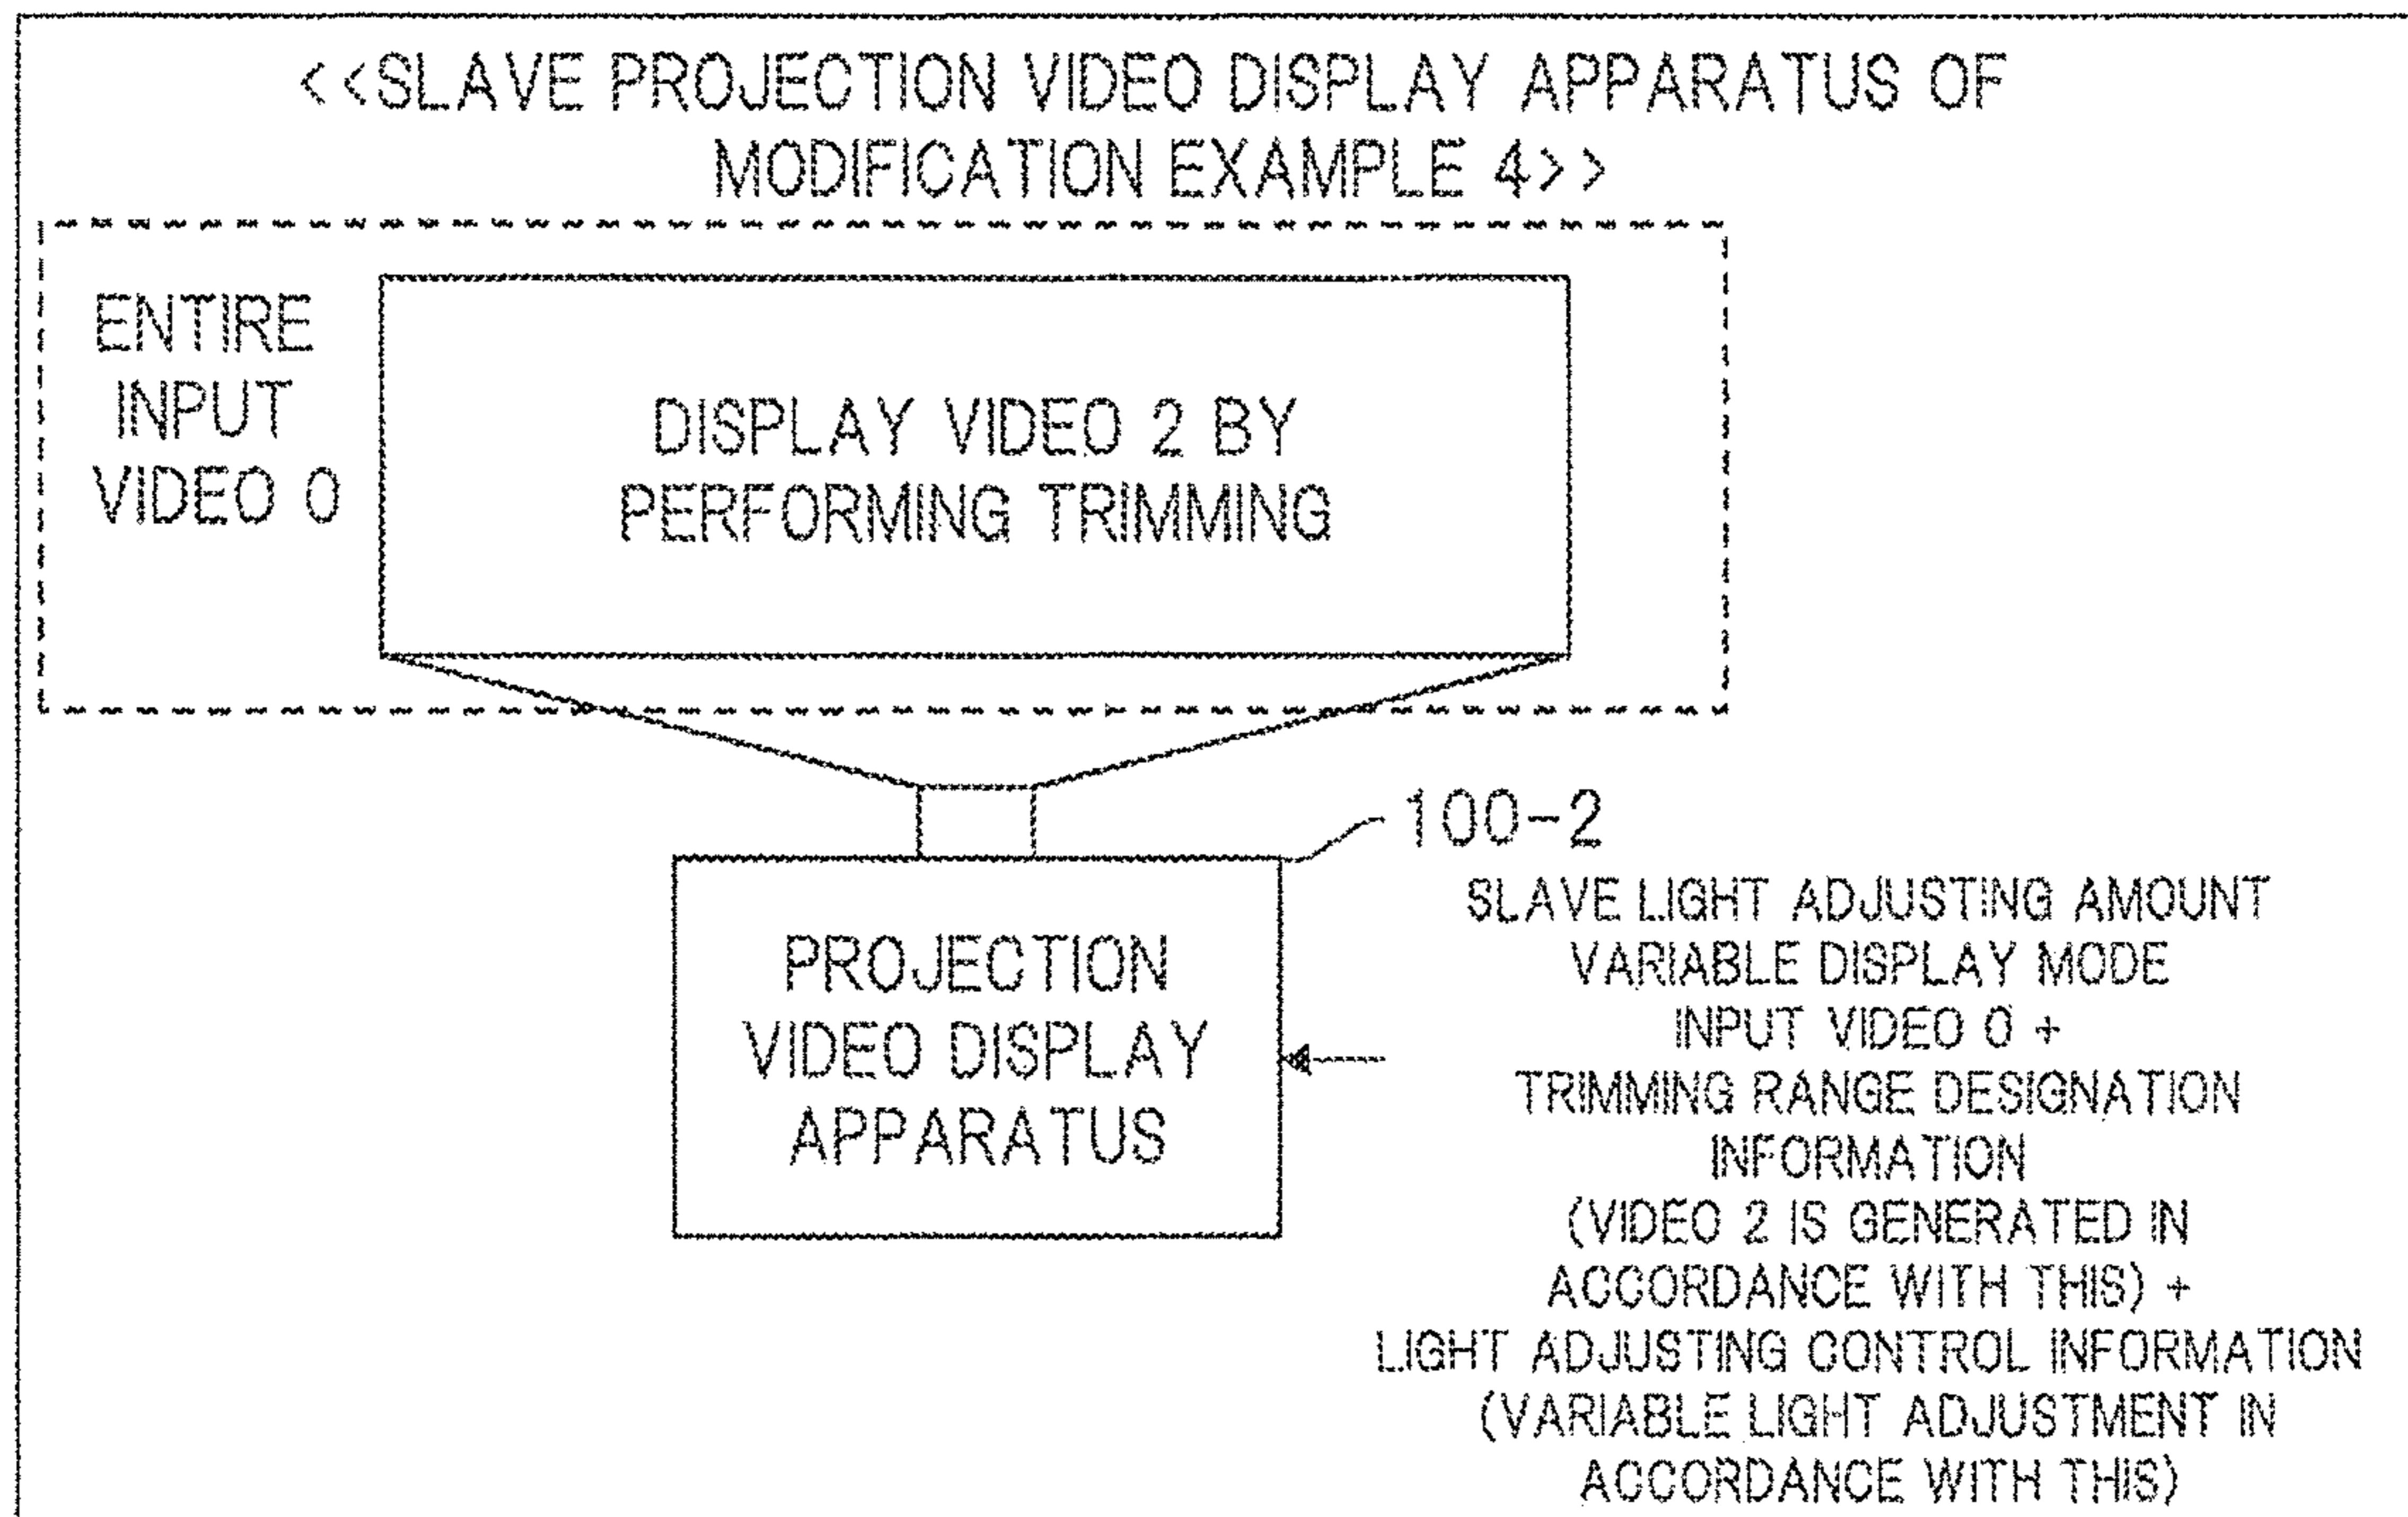 <<SLAVE PROJECTION VIDEO DISPLAY APPARATUS OF
MODIFICATION EXAMPLE 4>>
ENTIRE
INPUT
VIDEO 0
DISPLAY VIDEO 2 BY
PERFORMING TRIMMING
100-2
PROJECTION
VIDEO DISPLAY
APPARATUS
SLAVE LIGHT ADJUSTING AMOUNT
VARIABLE DISPLAY MODE
INPUT VIDEO 0 +
TRIMMING RANGE DESIGNATION
INFORMATION
(VIDEO 2 IS GENERATED IN
ACCORDANCE WITH THIS) +
LIGHT ADJUSTING CONTROL INFORMATION
(VARIABLE LIGHT ADJUSTMENT IN
ACCORDANCE WITH THIS)